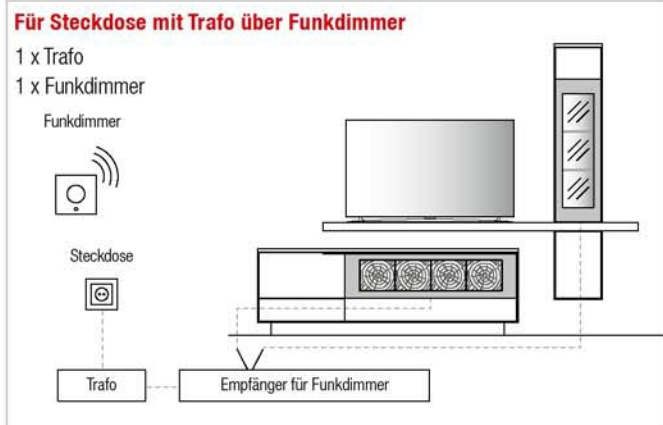 Für Steckdose mit Trafo über Funkdimmer
1 x Trafo
1 x Funkdimmer
Funkdimmer
Steckdose
Trafo
Empfänger für Funkdimmer